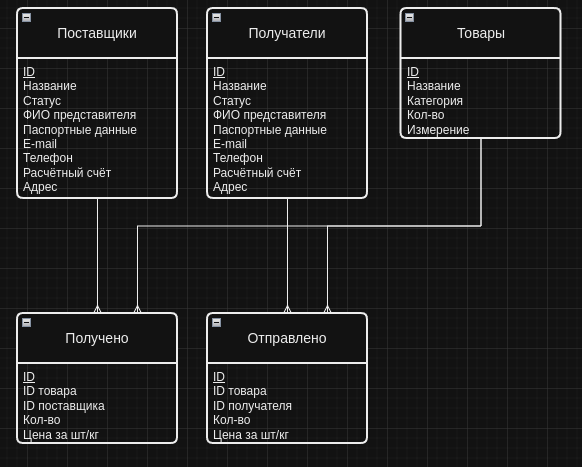 Поставщики
ID
Название
Статус
ФИО представителя
Паспортные данные
E-mail
Телефон
Расчётный счёт
Адрес
Получатели
ID
Название
Статус
ФИО представителя
Паспортные данные
E-mail
Телефон
Расчётный счёт
Адрес
Товары
ID
Название
Категория
Кол-во
Измерение
Получено
ID
ID товара
ID поставщика
Кол-во
Цена за шт/кг
Отправлено
ID
ID товара
ID получателя
Кол-во
Цена за шт/кг